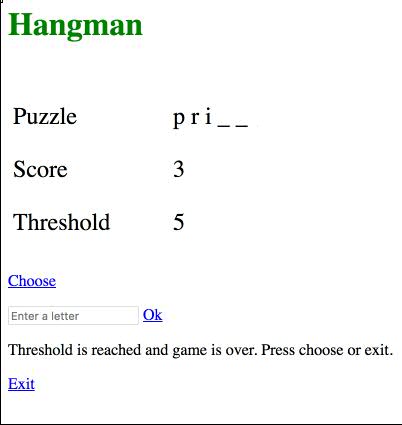 Hangman
Puzzle p r i _ _
Score 3
Threshold 5
Choose
Enter a letter Ok
Threshold is reached and game is over. Press choose or exit.
Exit